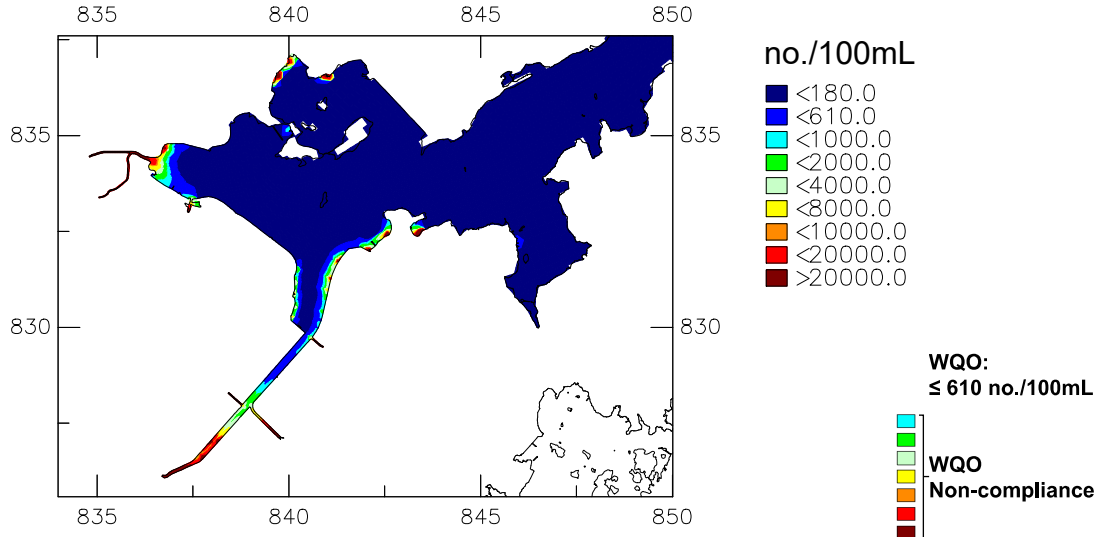 835 840 845 850
no./100mL
<180.0
<610.0
<1000.0
<2000.0
<4000.0
<8000.0
<10000.0
<20000.0
>20000.0
835 835
830 830
WQO:
≤ 610 no./100mL
WQO
Non-compliance
835 840 845 850